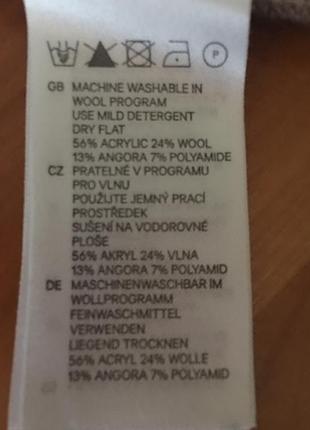 P
GB MACHINE WASHABLE IN
WOOL PROGRAM
USE MILD DETERGENT
DRY FLAT
56% ACRYLIC 24% WOOL
13% ANGORA 7% POLYAMIDE
CZ PRATELNÉ V PROGRAMU
PRO VLNU
POUŽIJTE JEMNÝ PRACÍ
PROSTŘEDEK
SUŠENÍ NA VODOROVNÉ
PLOŠE
56% AKRYL 24% VLNA
13% ANGORA 7% POLYAMID
DE MASCHINENWASCHBAR IM
WOLLPROGRAMM
FEINWASCHMITTEL
VERWENDEN
LIEGEND TROCKNEN
56% ACRYL 24% WOLLE
13% ANGORA 7% POLYAMID